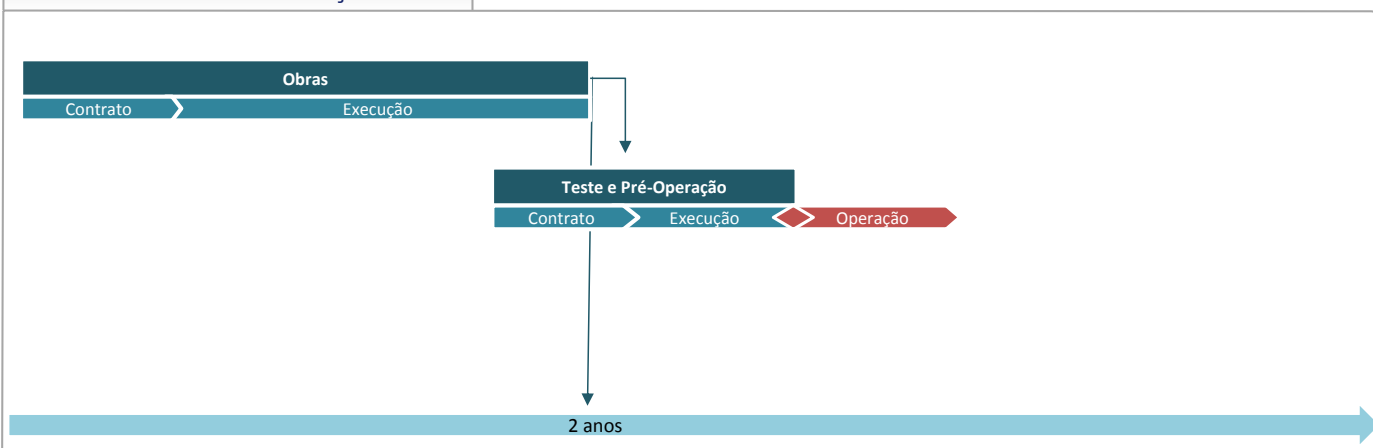 Obras
Contrato Execução
Teste e Pré-Operação
Contrato Execução Operação
2 anos